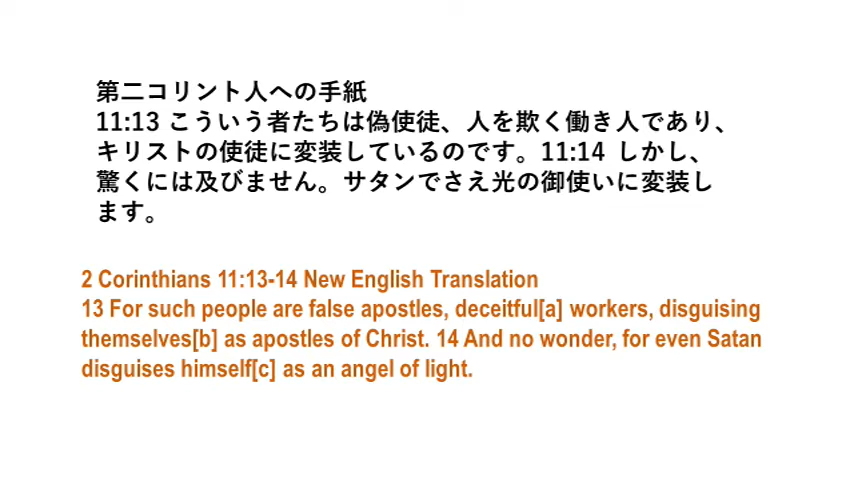 第二コリント人への手紙
11:13 こういう者たちは偽使徒、人を欺く働き人であり、
キリストの使徒に変装しているのです。11:14 しかし、
驚くには及びません。サタンでさえ光の御使いに変装し
ます。
2 Corinthians 11:13-14 New English Translation
13 For such people are false apostles, deceitful[a] workers, disguising
themselves[b] as apostles of Christ. 14 And no wonder, for even Satan
disguises himself[c] as an angel of light.